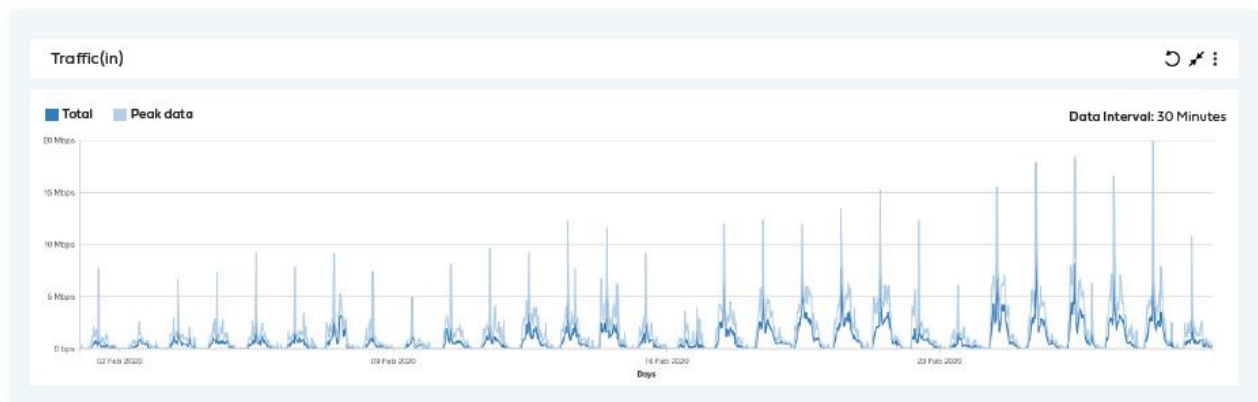 Traffic(in)
Total Peak data
Data Interval: 30 Minutes
20 Mbps
15 Mbps
10 Mbps
5 Mbps
0 bps
02 Feb 2020 09 Feb 2020 16 Feb 2020 23 Feb 2020
Days